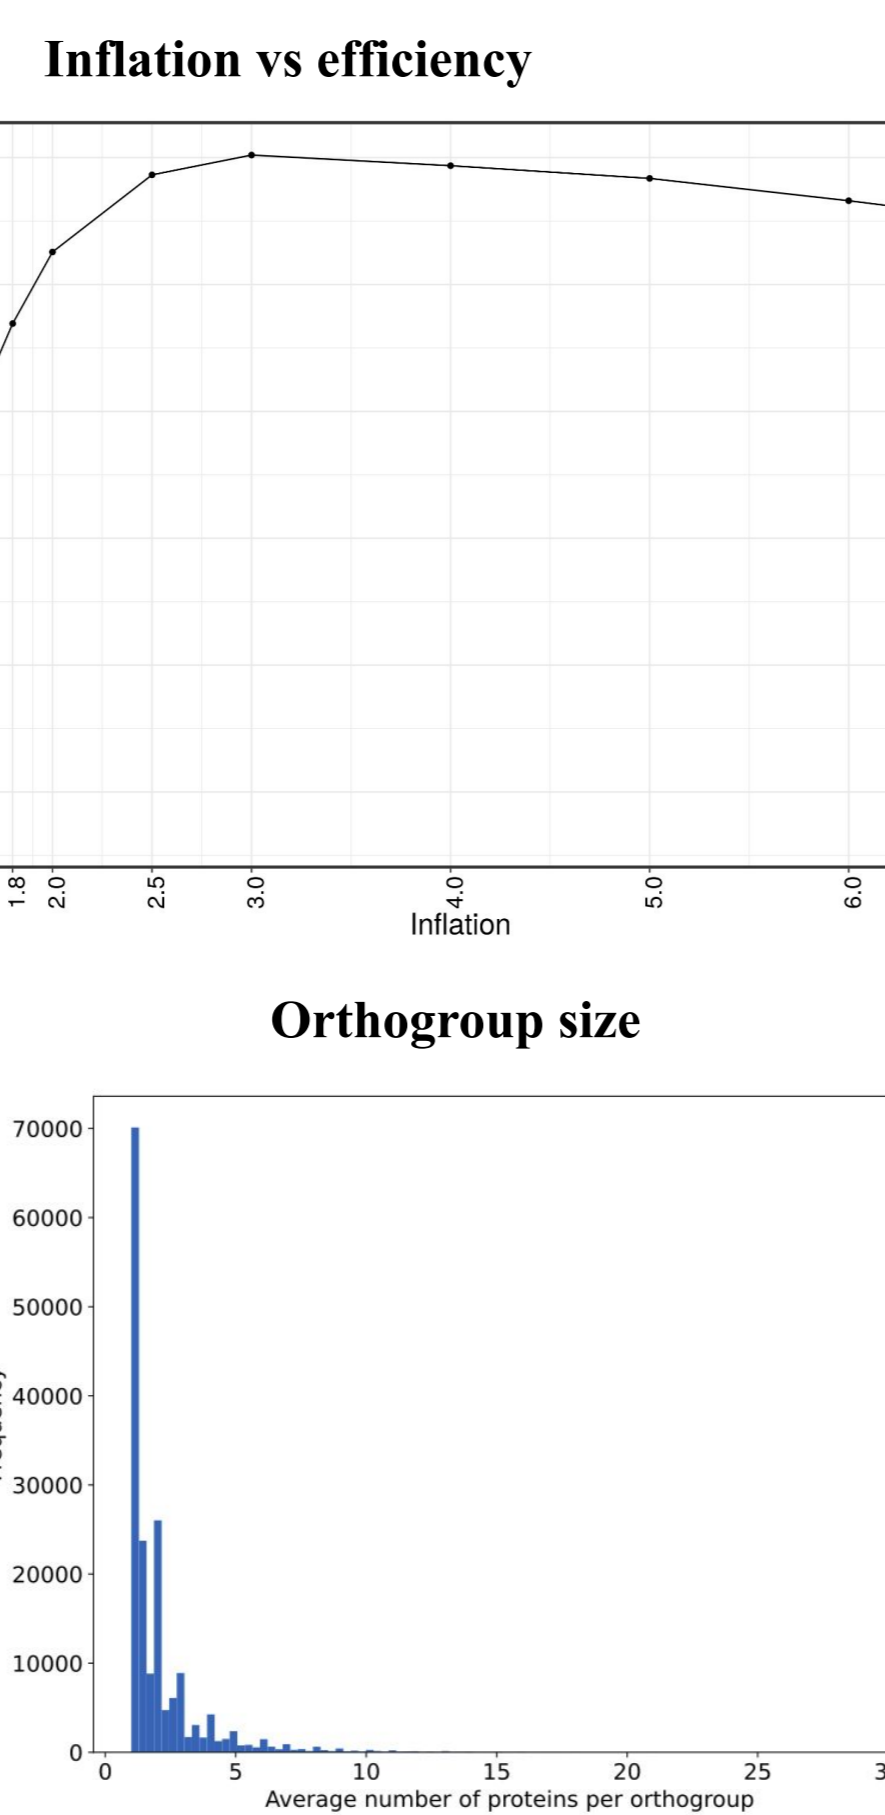 Inflation vs efficiency
1.8 2.0 2.5 3.0 4.0 5.0 6.0
Inflation
Orthogroup size
70000
60000
50000
40000
30000
20000
10000
0
0 5 10 15 20 25
Average number of proteins per orthogroup